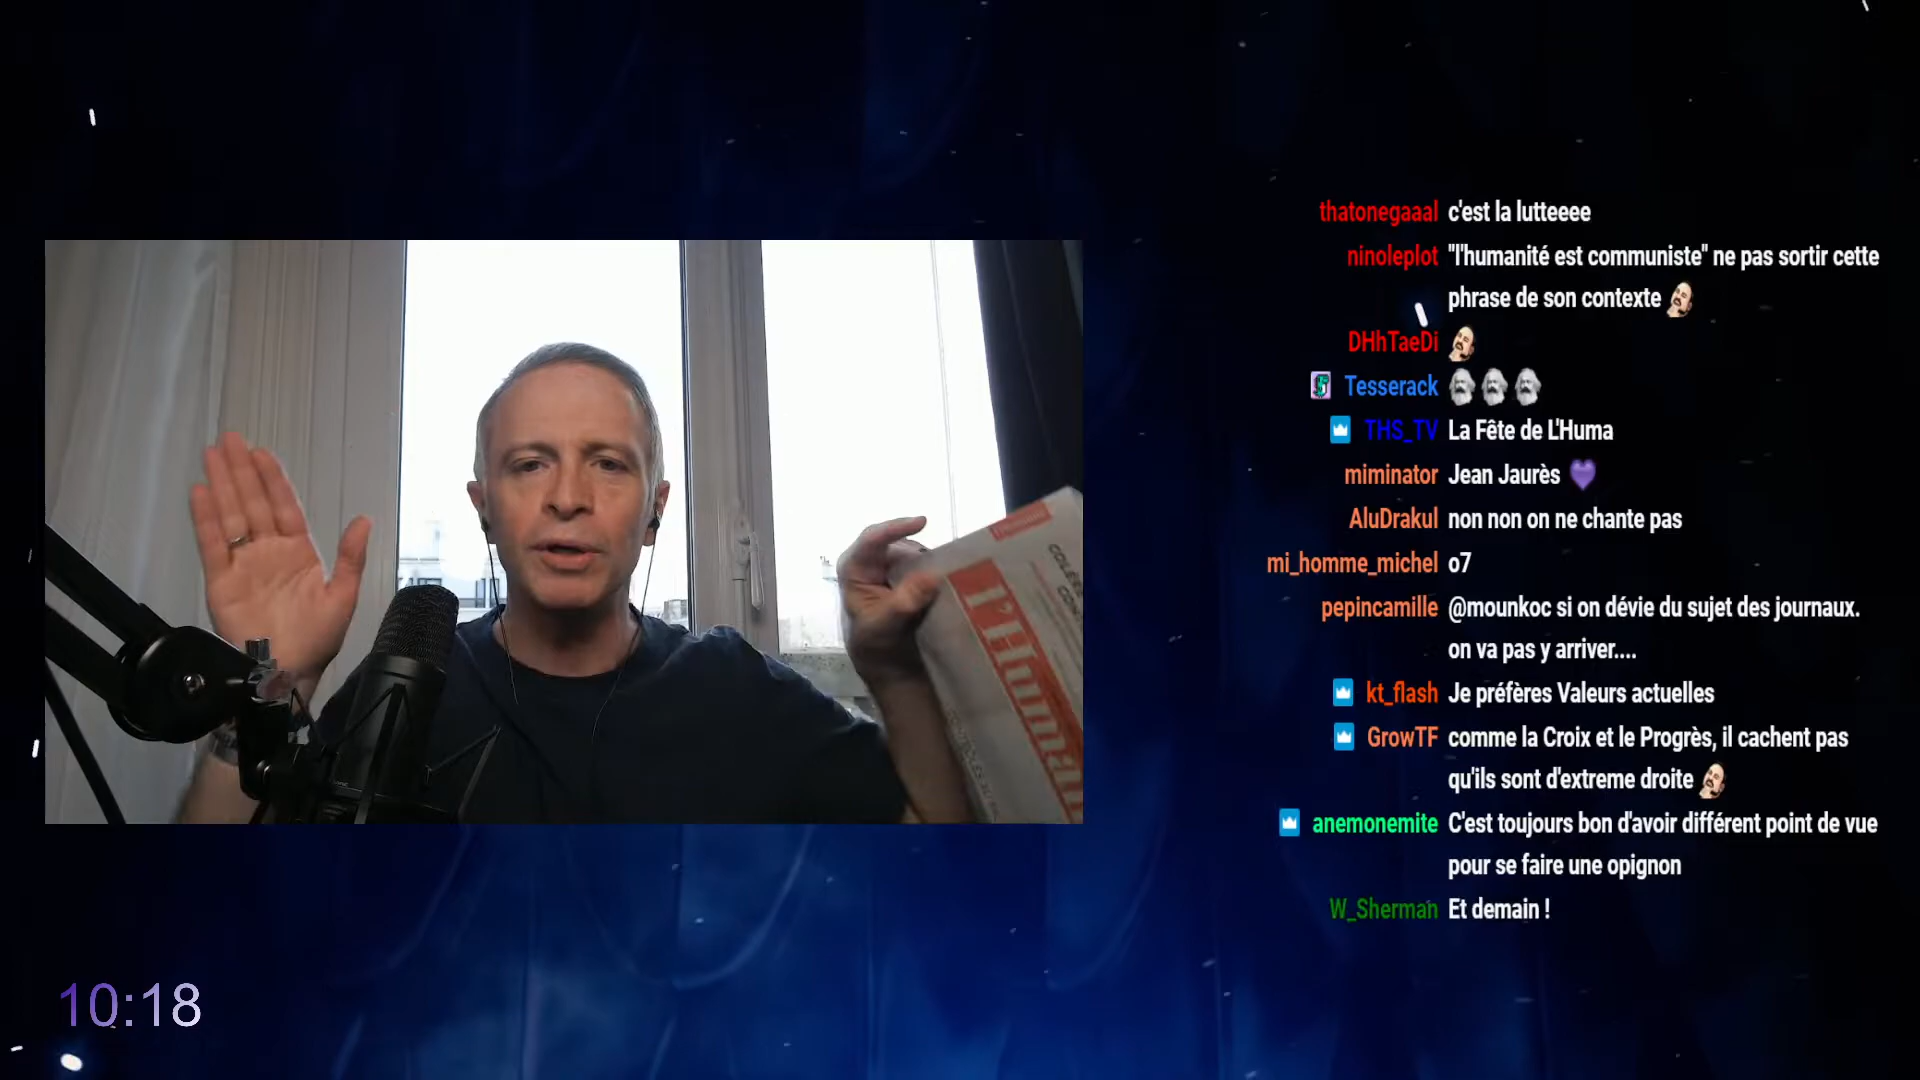 thatonegaaal c'est la lutteeee
ninoleplot "l'humanité est communiste" ne pas sortir cette
phrase de son contexte
DHhTaeDi
Tesserack
THS_TV La Fête de L'Huma
miminator Jean Jaurès
AluDrakul non non on ne chante pas
mi_homme_michel o7
pepincamille @mounkoc si on dévie du sujet des journaux.
on va pas y arriver....
kt_flash Je préfères Valeurs actuelles
GrowTF comme la Croix et le Progrès, il cachent pas
qu'ils sont d'extreme droite
anemonemite C'est toujours bon d'avoir différent point de vue
pour se faire une opignon
W_Sherman Et demain !
l'Human
10:18